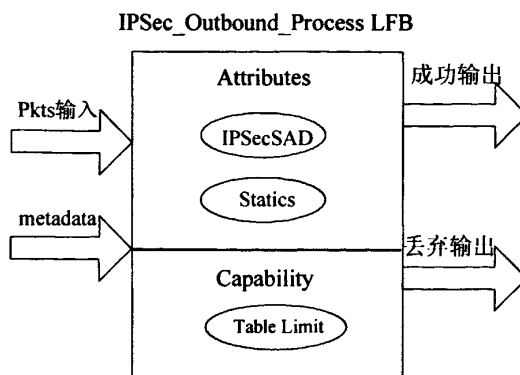 IPSec_Outbound_Process LFB
Attributes
成功输出
Pkts输入
IPSecSAD
Statics
metadata
丢弃输出
Capability
Table Limit